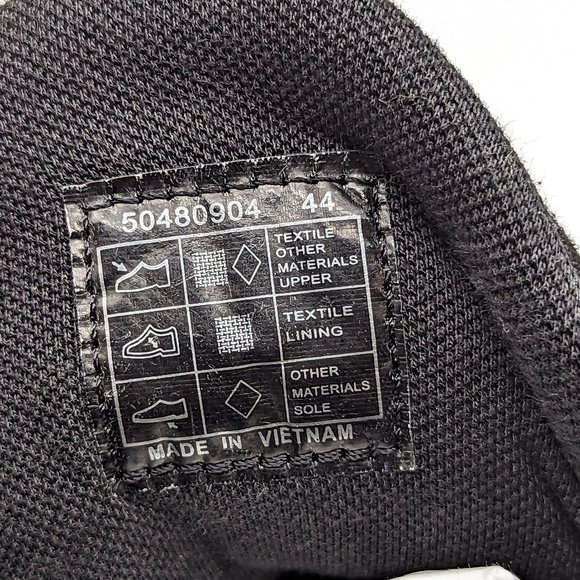 50480904 44
TEXTILE
OTHER
MATERIALS
UPPER
TEXTILE
LINING
OTHER
MATERIALS
SOLE
MADE IN VIETNAM